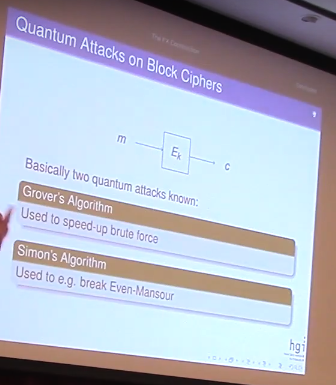 Quantum Attacks on Block Ciphers
m
E_k
c
Basically two quantum attacks known:
Grover's Algorithm
Used to speed-up brute force
Simon's Algorithm
Used to e.g. break Even-Mansour
hgi